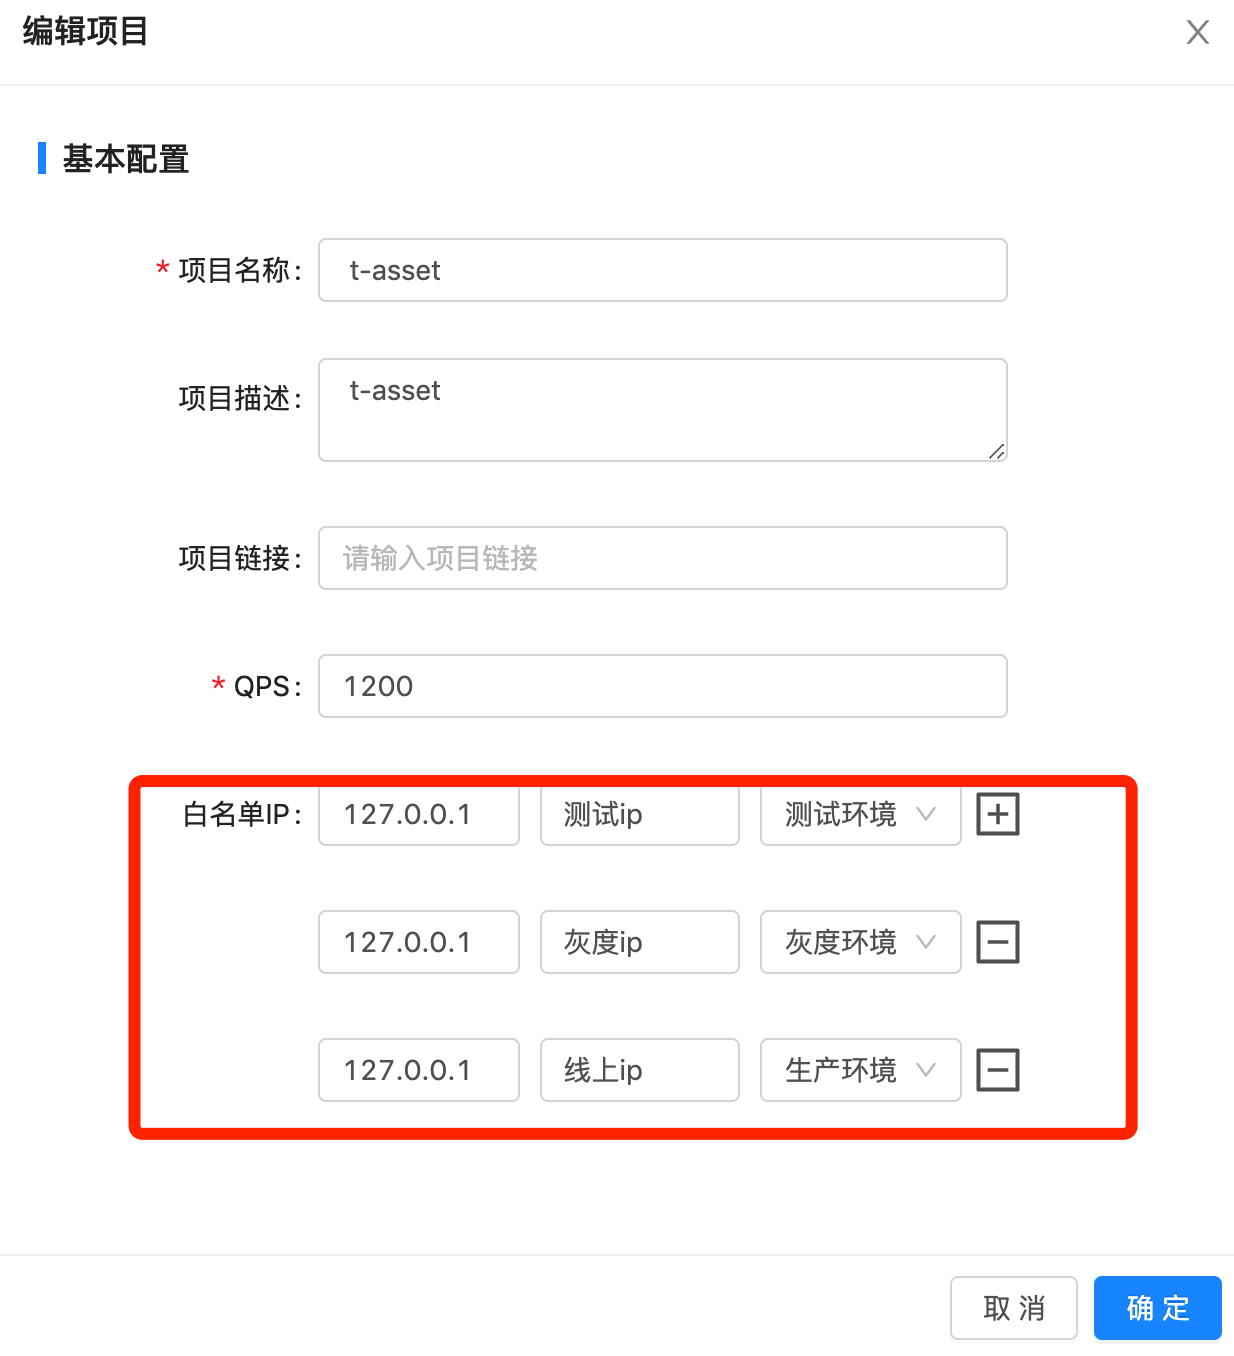 编辑项目
基本配置
* 项目名称: t-asset
项目描述: t-asset
项目链接: 请输入项目链接
* QPS: 1200
白名单IP: 127.0.0.1 测试ip 测试环境
127.0.0.1 灰度ip 灰度环境
127.0.0.1 线上ip 生产环境
取 消 确 定